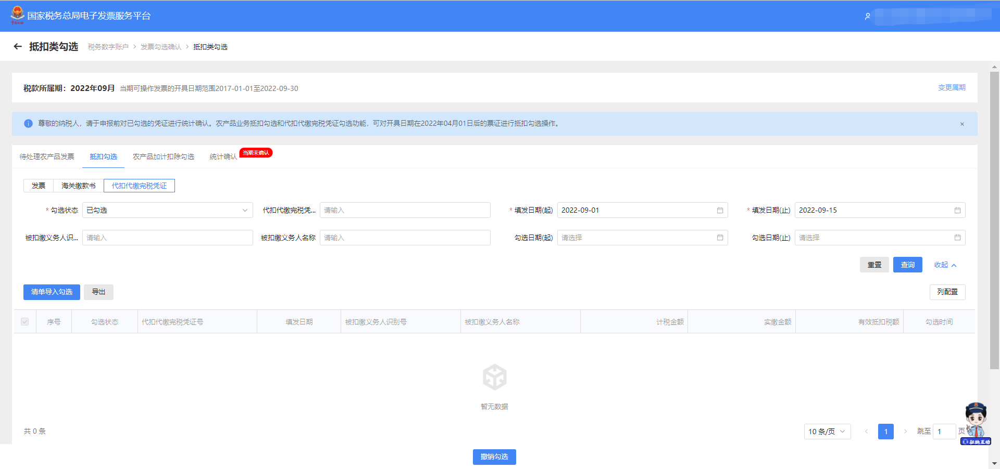 国家税务总局电子发票服务平台
抵扣类勾选 税务数字账户 > 发票勾选确认 > 抵扣类勾选
税款所属期：2022年09月 当期可操作发票的开具日期范围2017-01-01至2022-09-30 变更属期
尊敬的纳税人，请于申报前对已勾选的凭证进行统计确认。农产品业务抵扣勾选和代扣代缴完税凭证勾选功能，可对开具日期在2022年04月01日后的票证进行抵扣勾选操作。 ×
待处理农产品发票 抵扣勾选 农产品加计扣除勾选 统计确认 当期未确认
发票 海关缴款书 代扣代缴完税凭证
* 勾选状态 已勾选 代扣代缴完税凭... 请输入 * 填发日期(起) 2022-09-01 * 填发日期(止) 2022-09-15
被扣缴义务人识... 请输入 被扣缴义务人名称 请输入 勾选日期(起) 请选择 勾选日期(止) 请选择
重置 查询 收起
清单导入勾选 导出 列配置
序号 勾选状态 代扣代缴完税凭证号 填发日期 被扣缴义务人识别号 被扣缴义务人名称 计税金额 实缴金额 有效抵扣税额 勾选时间
暂无数据
共 0 条 10 条/页 < 1 > 跳至 1 页
征纳互动
撤销勾选